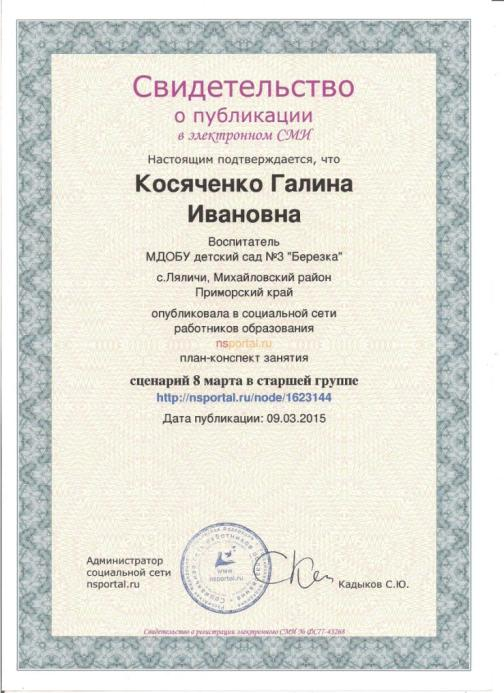 Свидетельство
о публикации
в электронном СМИ
Настоящим подтверждается, что
Косяченко Галина
Ивановна
Воспитатель
МДОБУ детский сад №3 "Березка"
с.Ляличи, Михайловский район
Приморский край
опубликовала в социальной сети
работников образования
nsportal.ru
план-конспект занятия
сценарий 8 марта в старшей группе
http://nsportal.ru/node/1623144
Дата публикации: 09.03.2015
Администратор
социальной сети
nsportal.ru
www.
nsportal.ru
Кадыков С.Ю.
Свидетельство о регистрации электронного СМИ № ФС77-43268